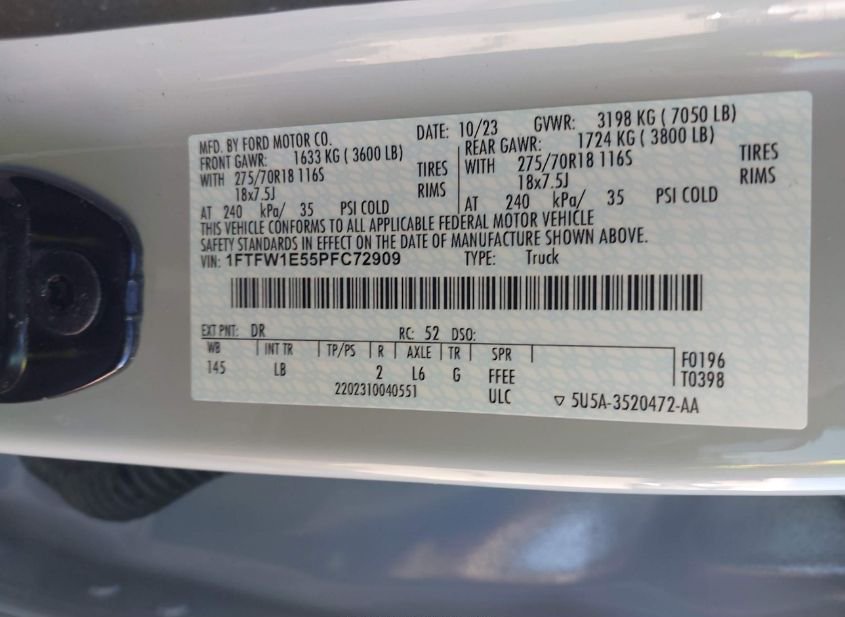 MFD. BY FORD MOTOR CO. DATE: 10/23 GVWR: 3198 KG ( 7050 LB)
FRONT GAWR: 1633 KG ( 3600 LB) REAR GAWR: 1724 KG ( 3800 LB)
WITH 275/70R18 116S TIRES WITH 275/70R18 116S TIRES
18x7.5J RIMS 18x7.5J RIMS
AT 240 kPa/ 35 PSI COLD AT 240 kPa/ 35 PSI COLD
THIS VEHICLE CONFORMS TO ALL APPLICABLE FEDERAL MOTOR VEHICLE
SAFETY STANDARDS IN EFFECT ON THE DATE OF MANUFACTURE SHOWN ABOVE.
VIN: 1FTFW1E55PFC72909 TYPE: Truck
EXT PNT: DR RC: 52 DSO:
WB INT TR TP/PS R AXLE TR SPR F0196
145 LB 2 L6 G FFEE T0398
2202310040551 ULC ▽ 5U5A-3520472-AA